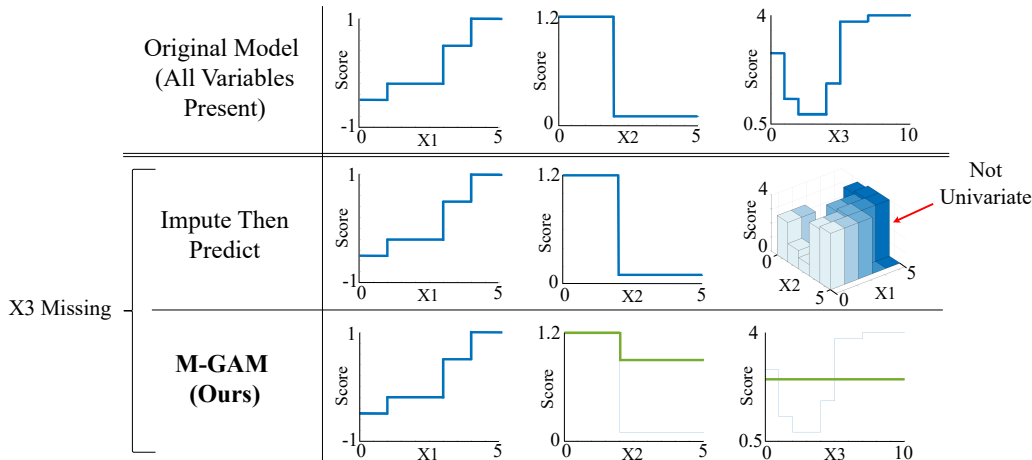 Original Model
(All Variables
Present)
Score
1
-1
0
X1
5
Score
1.2
0
0
X2
5
Score
4
0.5
0
X3
10
X3 Missing
Impute Then
Predict
Score
1
-1
0
X1
5
Score
1.2
0
0
X2
5
Score
4
0
0
X2
5
0
X1
5
Not
Univariate
M-GAM
(Ours)
Score
1
-1
0
X1
5
Score
1.2
0
0
X2
5
Score
4
0.5
0
X3
10